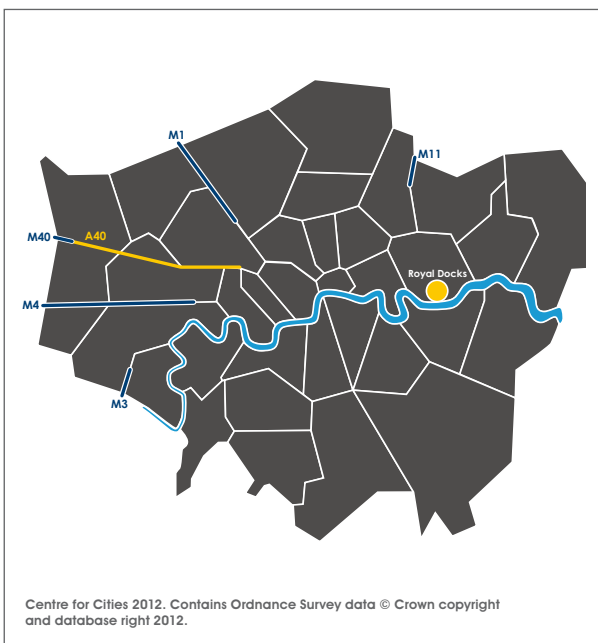 M1
M11
M40
A40
Royal Docks
M4
M3
Centre for Cities 2012. Contains Ordnance Survey data © Crown copyright
and database right 2012.